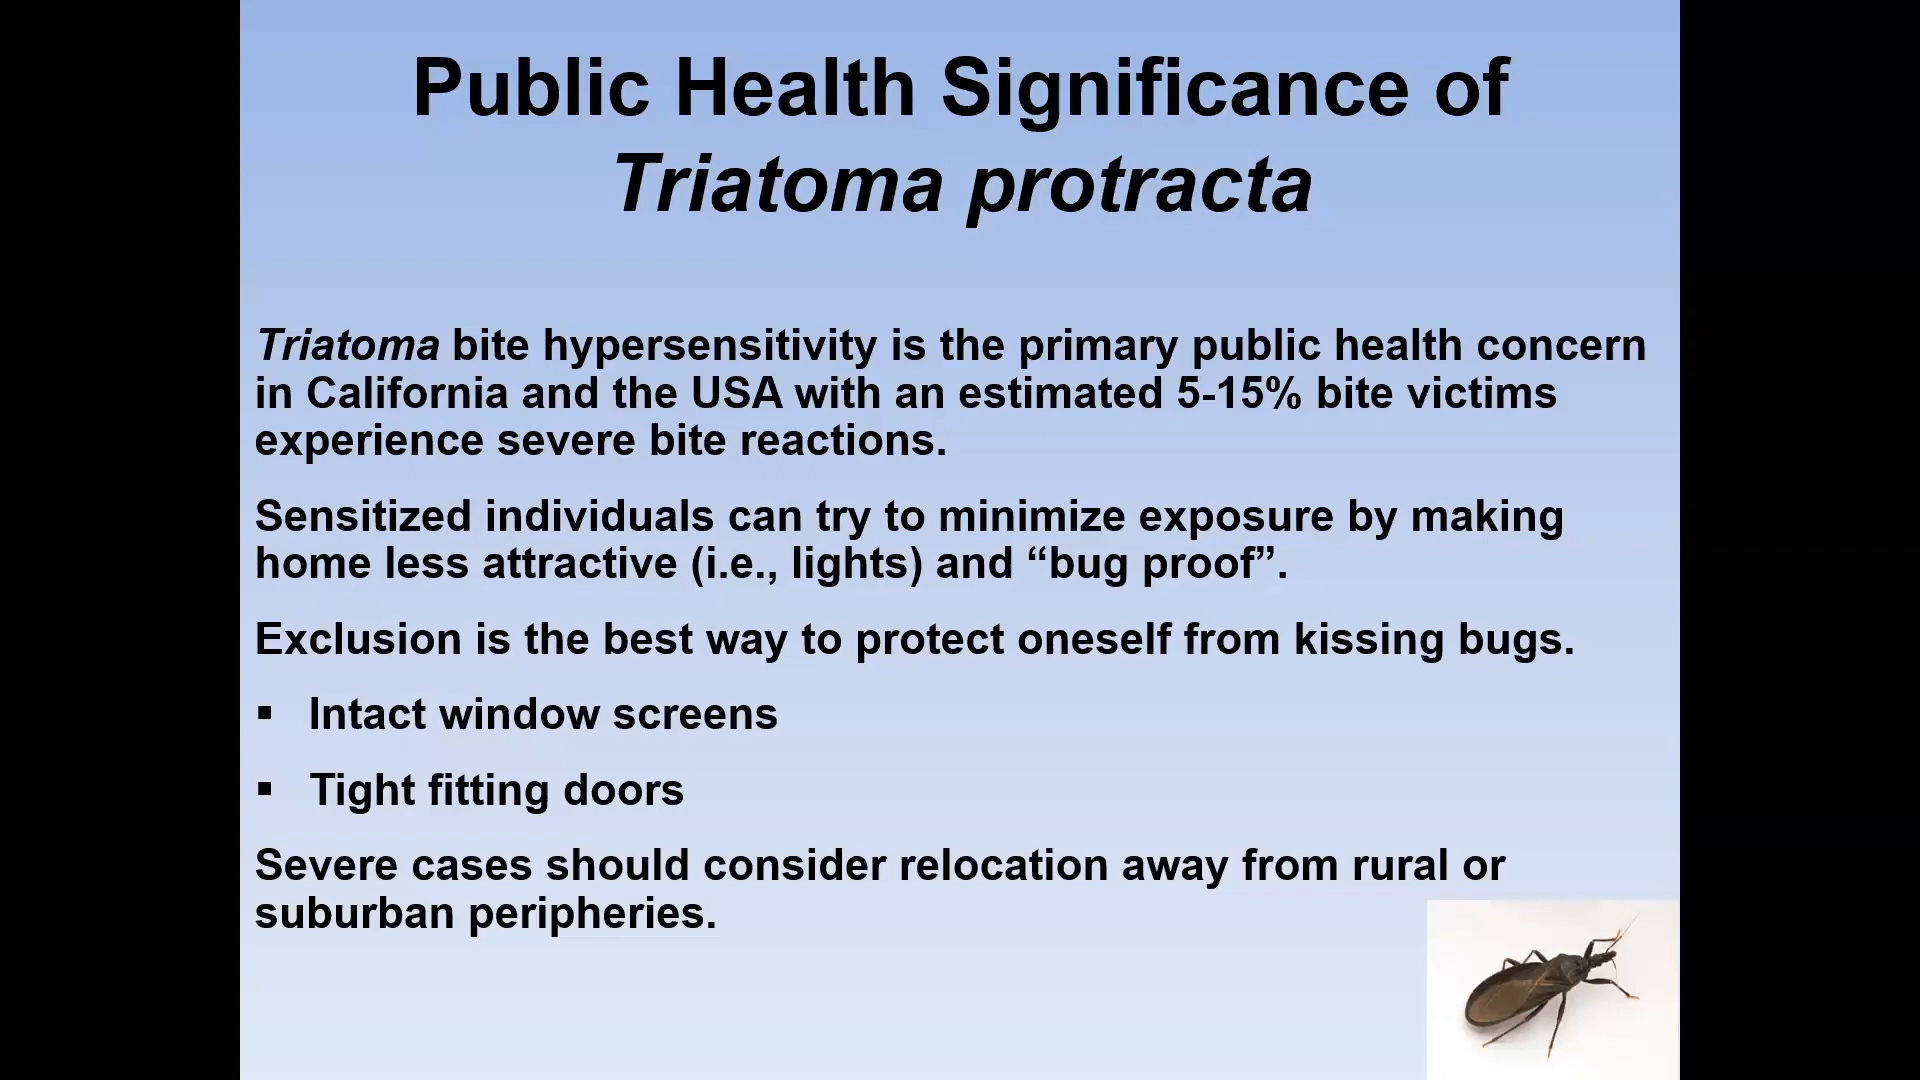 Public Health Significance of
Triatoma protracta
Triatoma bite hypersensitivity is the primary public health concern
in California and the USA with an estimated 5-15% bite victims
experience severe bite reactions.
Sensitized individuals can try to minimize exposure by making
home less attractive (i.e., lights) and “bug proof”.
Exclusion is the best way to protect oneself from kissing bugs.
▪ Intact window screens
▪ Tight fitting doors
Severe cases should consider relocation away from rural or
suburban peripheries.